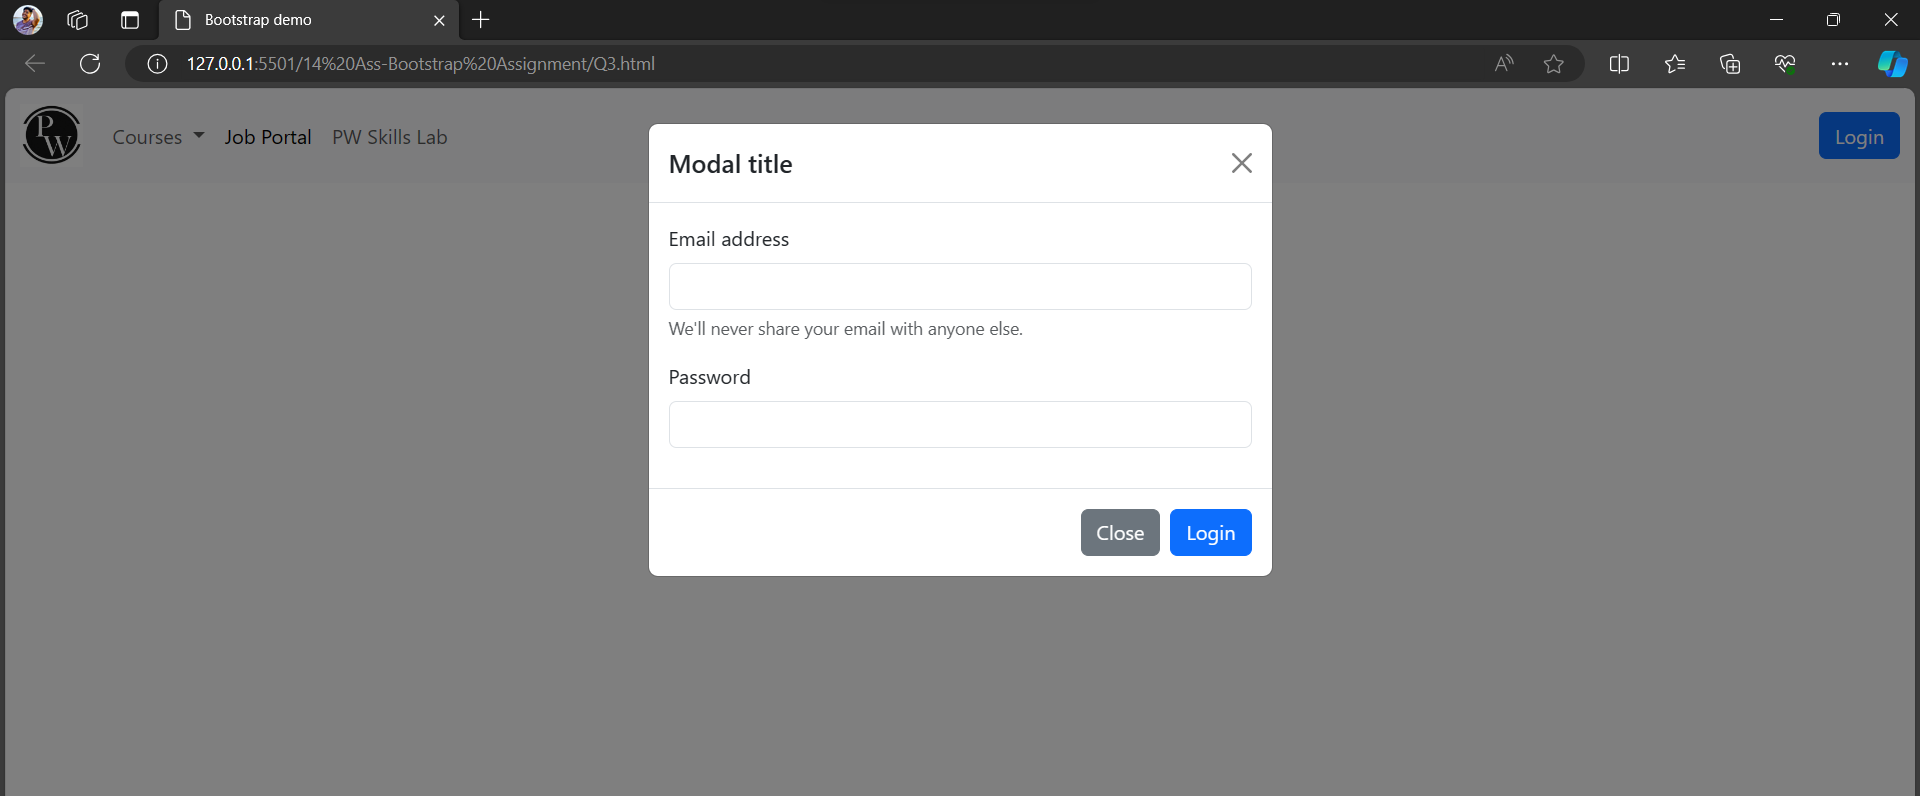 Bootstrap demo
127.0.0.1:5501/14%20Ass-Bootstrap%20Assignment/Q3.html
PW Courses Job Portal PW Skills Lab Login
Modal title
Email address
We'll never share your email with anyone else.
Password
Close Login